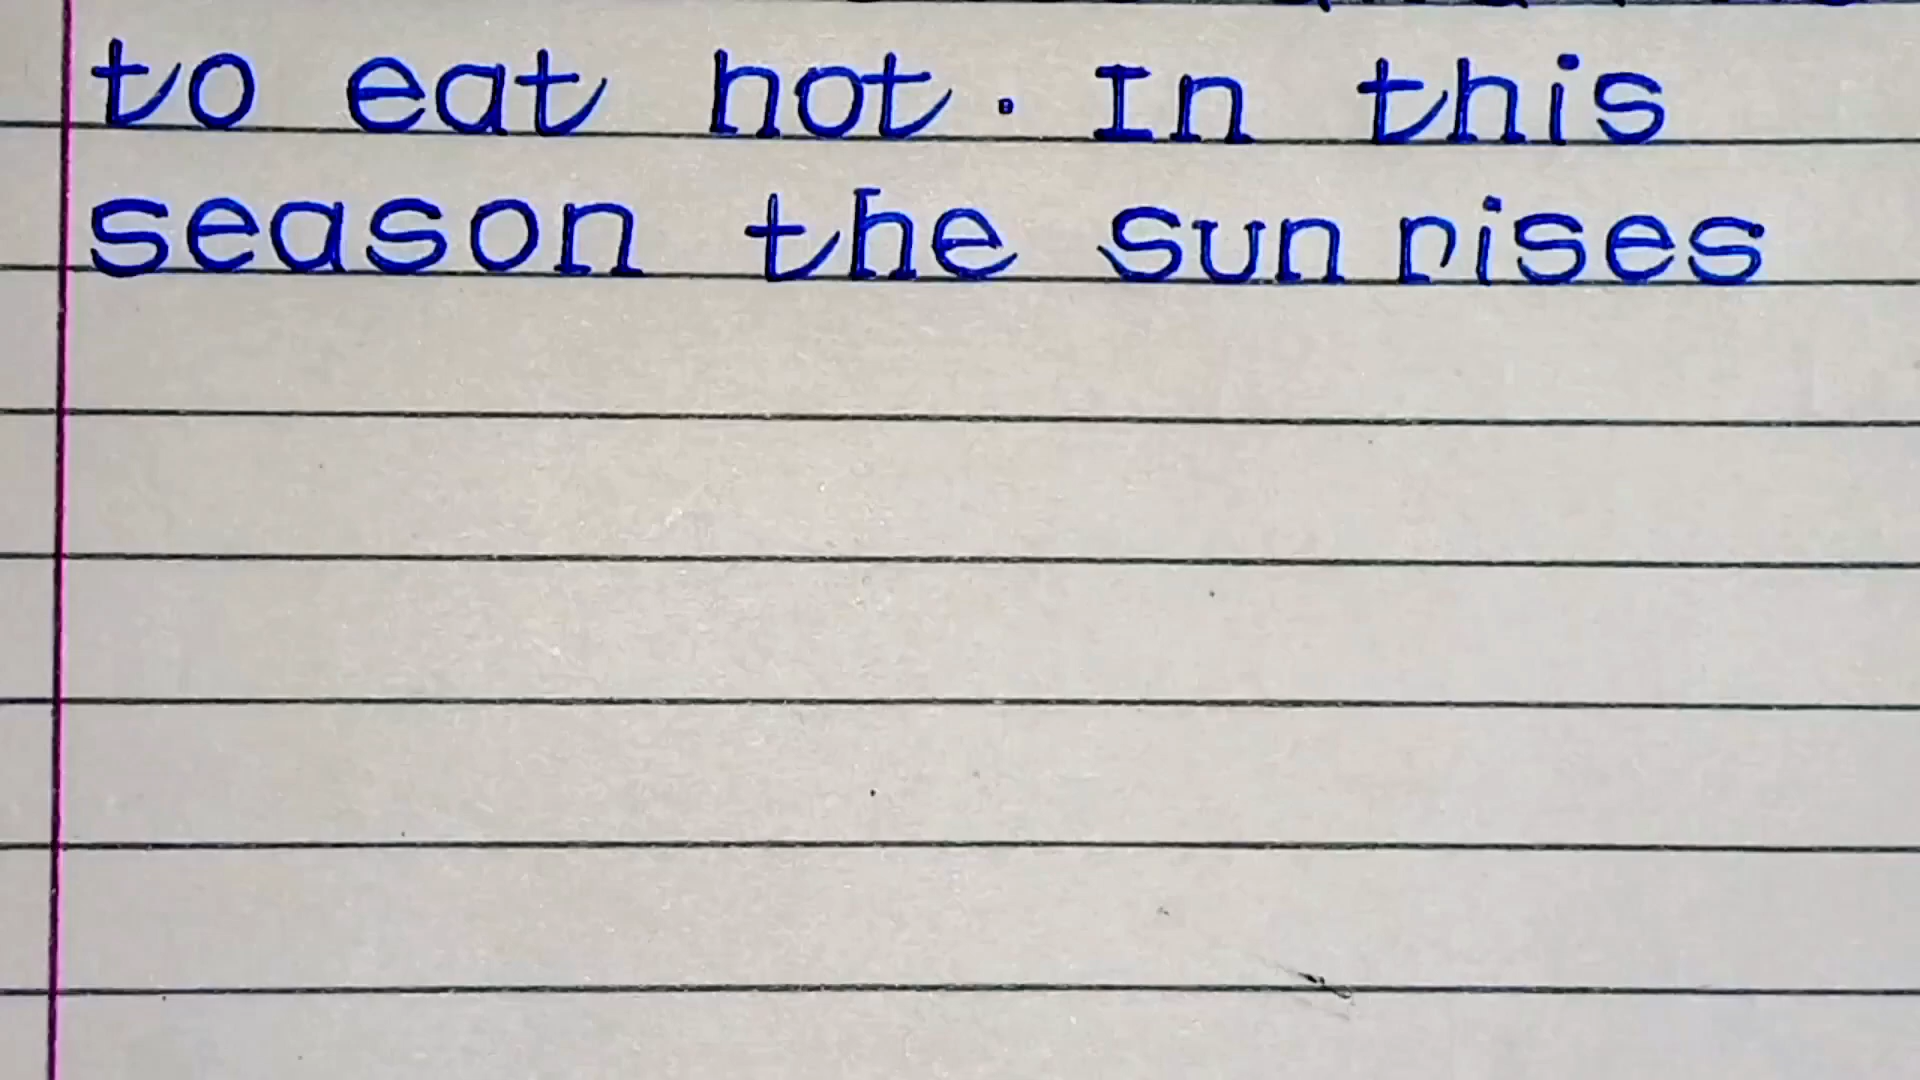 to eat hot. In this
season the sun rises